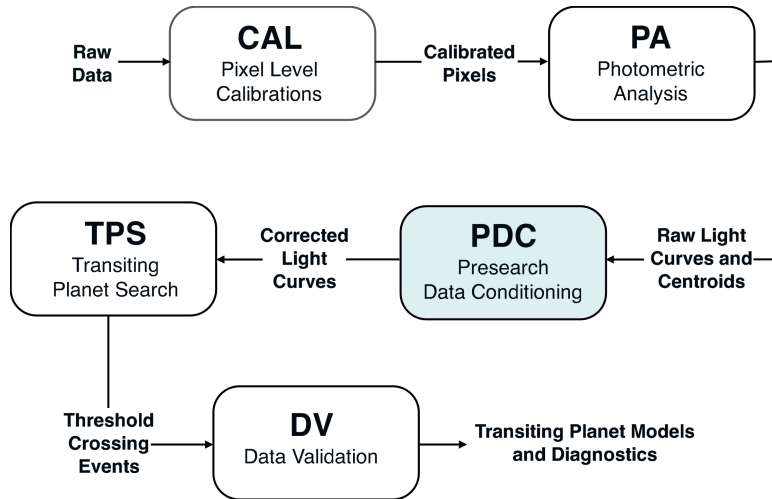 Raw
Data
CAL
Pixel Level
Calibrations
Calibrated
Pixels
PA
Photometric
Analysis
TPS
Transiting
Planet Search
Corrected
Light
Curves
PDC
Presearch
Data Conditioning
Raw Light
Curves and
Centroids
Threshold
Crossing
Events
DV
Data Validation
Transiting Planet Models
and Diagnostics